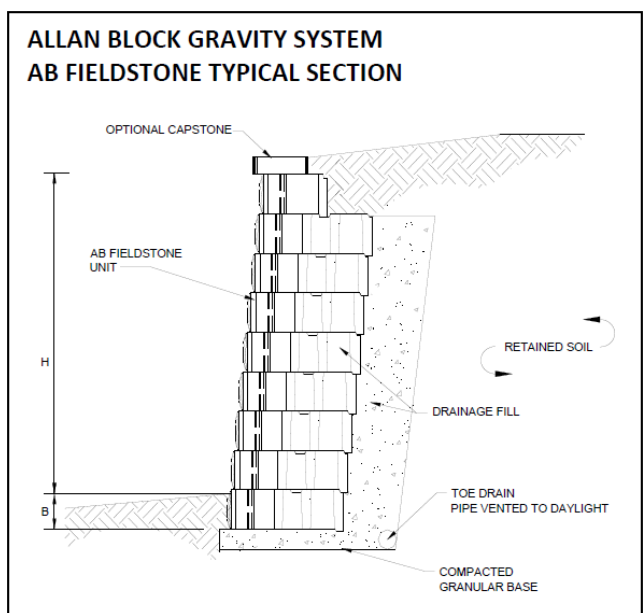 ALLAN BLOCK GRAVITY SYSTEM
AB FIELDSTONE TYPICAL SECTION
OPTIONAL CAPSTONE
AB FIELDSTONE
UNIT
H
RETAINED SOIL
DRAINAGE FILL
B
TOE DRAIN
PIPE VENTED TO DAYLIGHT
COMPACTED
GRANULAR BASE